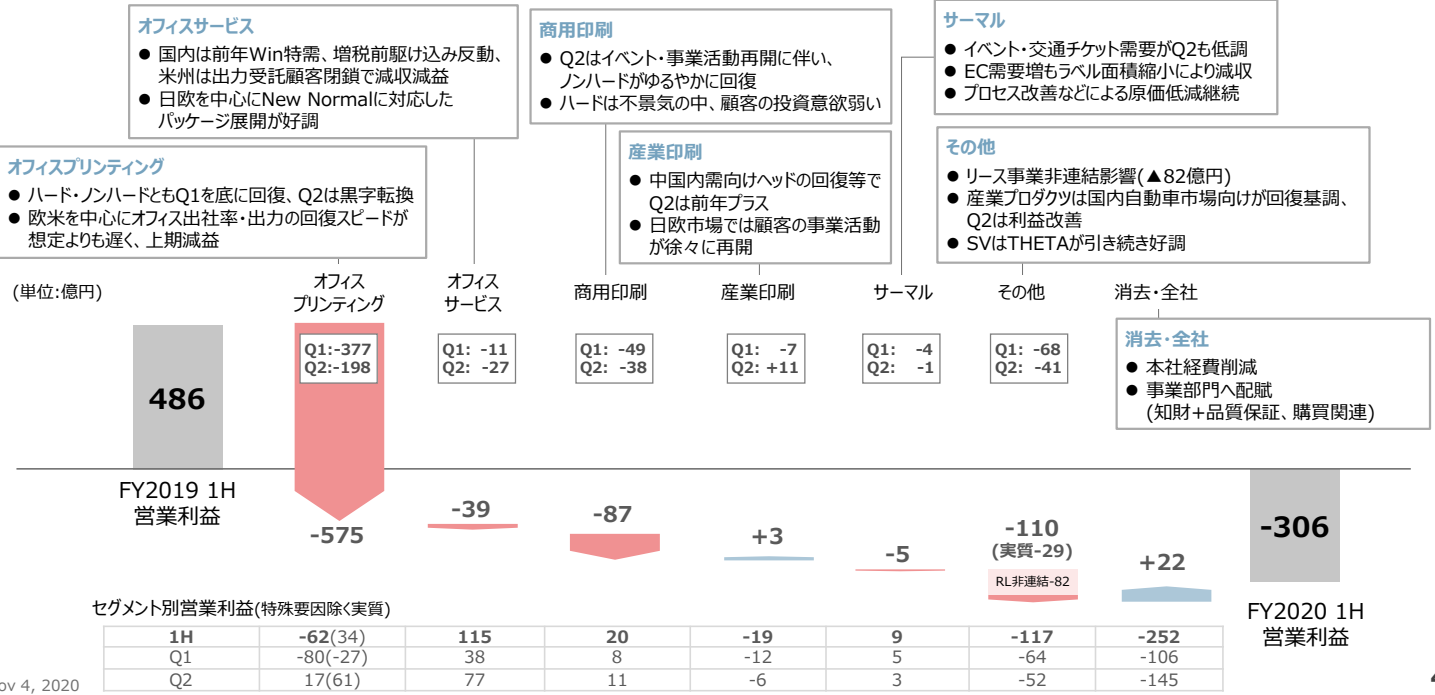 オフィスサービス
● 国内は前年Win特需、増税前駆け込み反動、
米州は出力受託顧客閉鎖で減収減益
● 日欧を中心にNew Normalに対応した
パッケージ展開が好調
商用印刷
● Q2はイベント・事業活動再開に伴い、
ノンハードがゆるやかに回復
● ハードは不景気の中、顧客の投資意欲弱い
サーマル
● イベント・交通チケット需要がQ2も低調
● EC需要増もラベル面積縮小により減収
● プロセス改善などによる原価低減継続
オフィスプリンティング
● ハード・ノンハードともQ1を底に回復、Q2は黒字転換
● 欧米を中心にオフィス出社率・出力の回復スピードが
想定よりも遅く、上期減益
産業印刷
● 中国内需向けヘッドの回復等で
Q2は前年プラス
● 日欧市場では顧客の事業活動
が徐々に再開
その他
● リース事業非連結影響(▲82億円)
● 産業プロダクツは国内自動車市場向けが回復基調、
Q2は利益改善
● SVはTHETAが引き続き好調
(単位:億円)
オフィス
プリンティング
オフィス
サービス
商用印刷
産業印刷
サーマル
その他
消去・全社
消去・全社
● 本社経費削減
● 事業部門へ配賦
(知財+品質保証、購買関連)
Q1:-377
Q2:-198
Q1: -11
Q2: -27
Q1: -49
Q2: -38
Q1: -7
Q2: +11
Q1: -4
Q2: -1
Q1: -68
Q2: -41
486
FY2019 1H
営業利益
-575
-39
-87
+3
-5
-110
(実質-29)
RL非連結-82
+22
-306
FY2020 1H
営業利益
セグメント別営業利益(特殊要因除く実質)
1H -62(34) 115 20 -19 9 -117 -252
Q1 -80(-27) 38 8 -12 5 -64 -106
Q2 17(61) 77 11 -6 3 -52 -145
ov 4, 2020